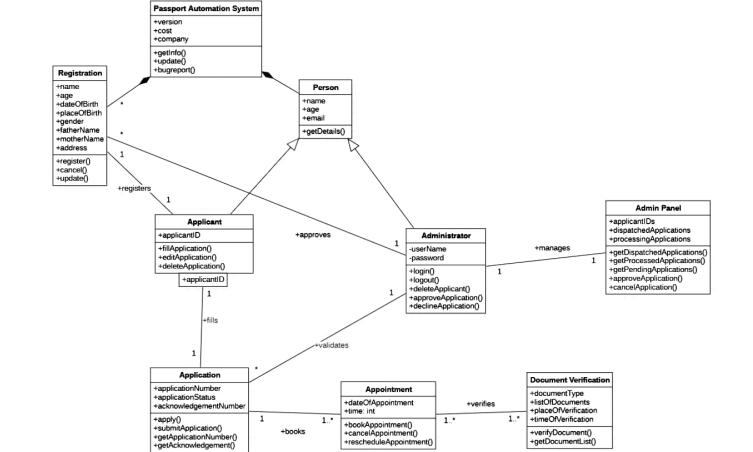 Passport Automation System
+version
+cost
+company
+getInfo()
+update()
+bugreport()
Registration
+name
+age
+dateOfBirth
+placeOfBirth
+gender
+fatherName
+motherName
+address
+register()
+cancel()
+update()
Person
+name
+age
+email
+getDetails()
*
*
1
+registers
1
Applicant
+applicantID
+fillApplication()
+editApplication()
+deleteApplication()
+applicantID
+approves
1
Administrator
-userName
-password
+login()
+logout()
+deleteApplicant()
+approveApplication()
+declineApplication()
+manages
1
1
Admin Panel
+applicantIDs
+dispatchedApplications
+processingApplications
+getDispatchedApplications()
+getProcessedApplications()
+getPendingApplications()
+approveApplication()
+cancelApplication()
1
+fills
1
1
+validates
*
Application
+applicationNumber
+applicationStatus
+acknowledgementNumber
+apply()
+submitApplication()
+getApplicationNumber()
+getAcknowledgement()
1
+books
1..*
Appointment
+dateOfAppointment
+time: int
+bookAppointment()
+cancelAppointment()
+rescheduleAppointment()
+verifies
1..*
1..*
Document Verification
+documentType
+listOfDocuments
+placeOfVerification
+timeOfVerification
+verifyDocument()
+getDocumentList()